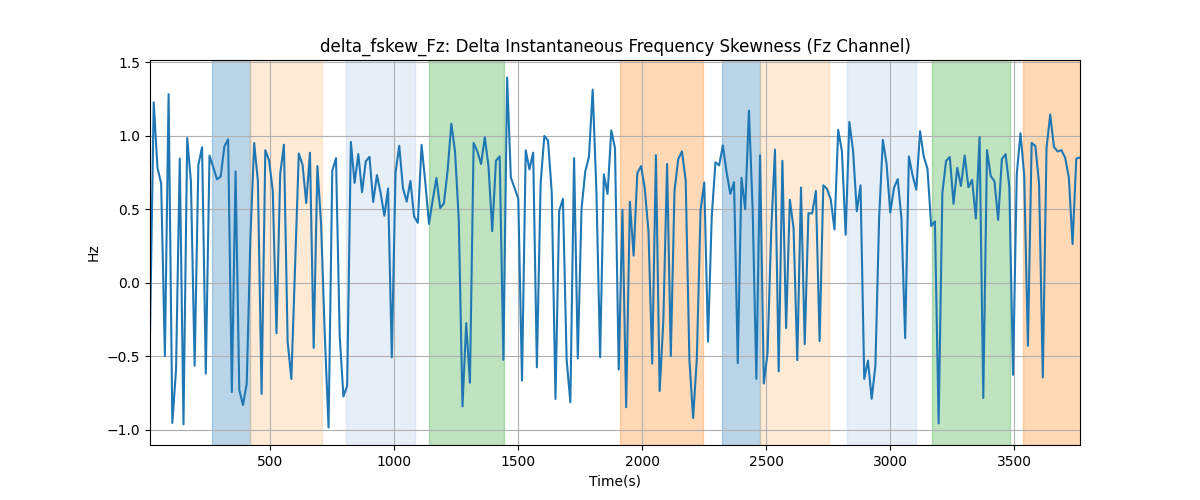 delta_fskew_Fz: Delta Instantaneous Frequency Skewness (Fz Channel)
1.5
1.0
0.5
0.0
−0.5
−1.0
Hz
500 1000 1500 2000 2500 3000 3500
Time(s)